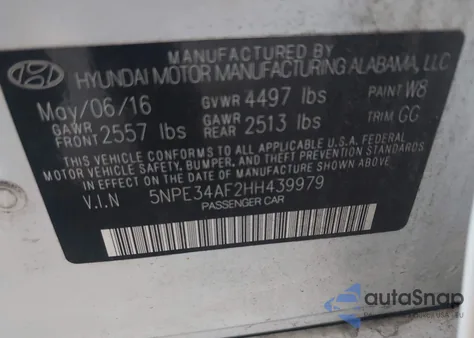 MANUFACTURED BY
HYUNDAI MOTOR MANUFACTURING ALABAMA, LLC
May/06/16 GVWR 4497 lbs PAINT W8
GAWR FRONT 2557 lbs GAWR REAR 2513 lbs TRIM GG
THIS VEHICLE CONFORMS TO ALL APPLICABLE U.S.A. FEDERAL
MOTOR VEHICLE SAFETY, BUMPER, AND THEFT PREVENTION
STANDARDS IN EFFECT ON THE DATE OF MANUFACTURE SHOWN ABOVE.
V.I.N 5NPE34AF2HH439979
PASSENGER CAR
autoSnap